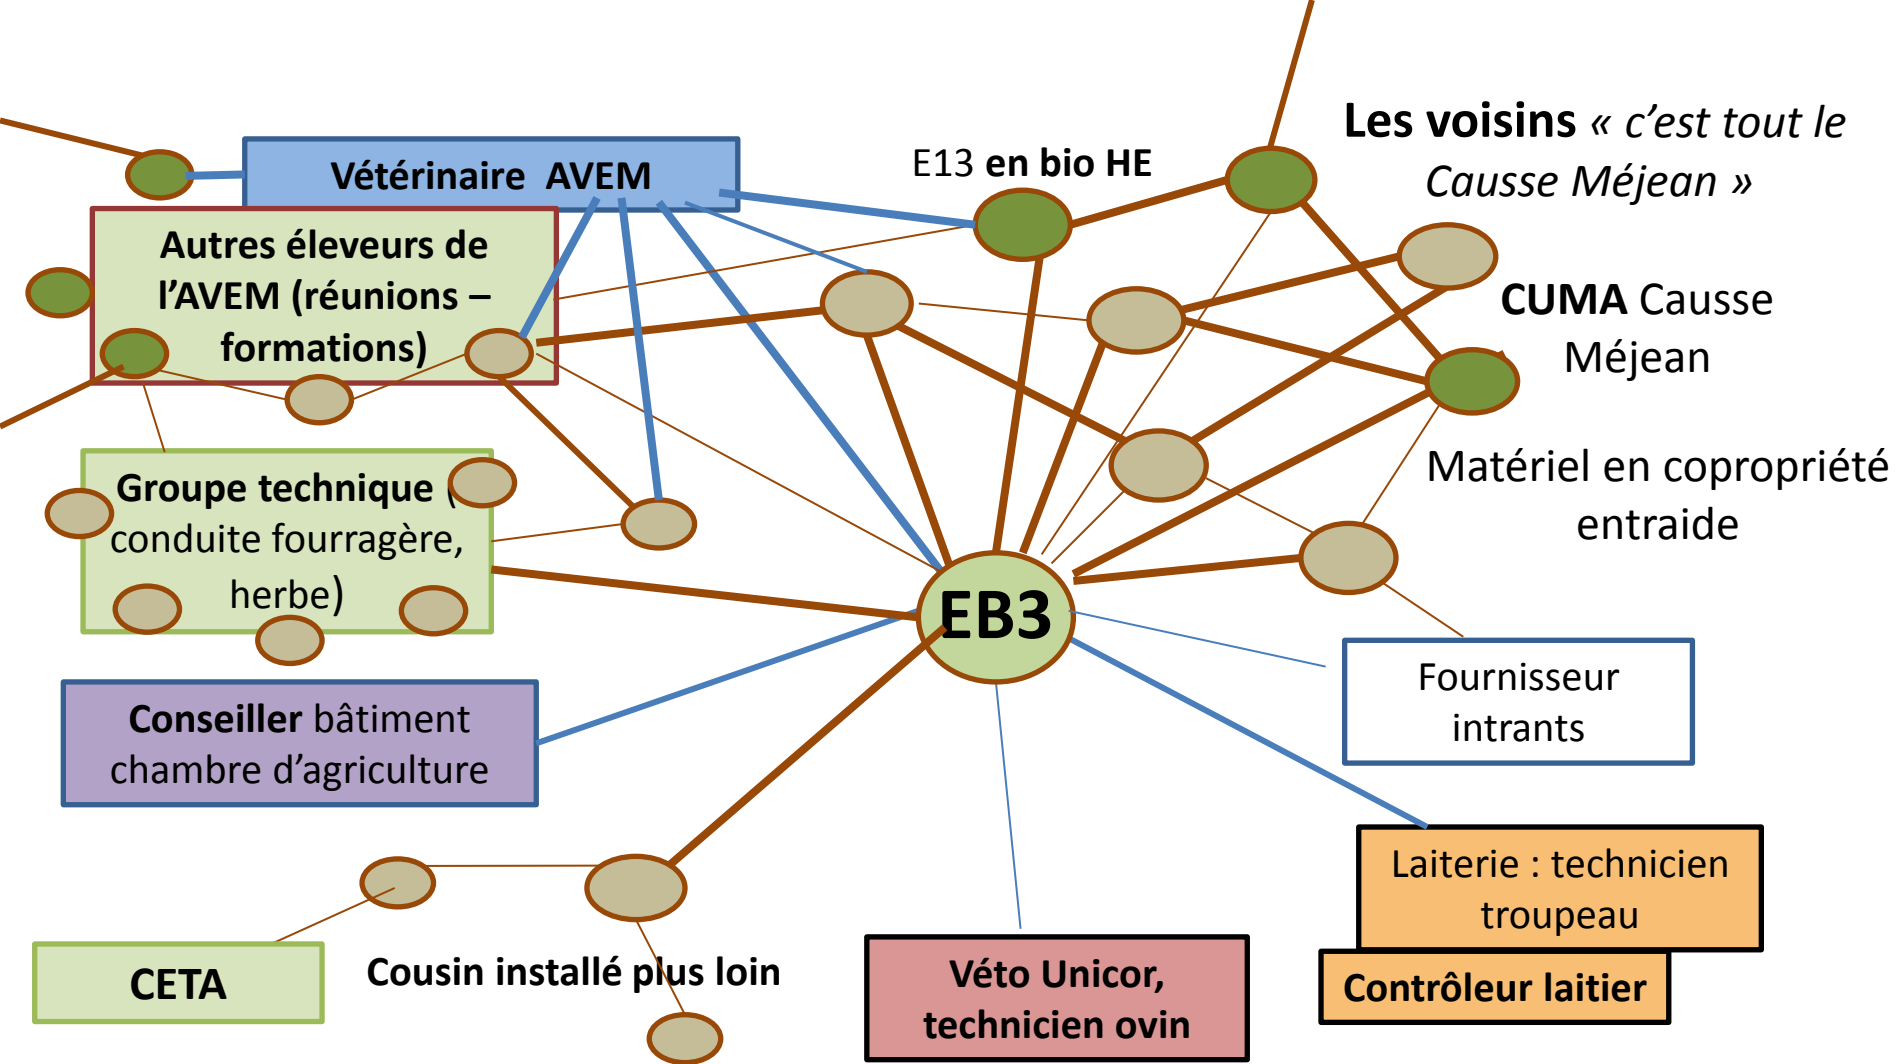 Les voisins « c’est tout le
Causse Méjean »
E13 en bio HE
Vétérinaire AVEM
Autres éleveurs de
l’AVEM (réunions –
formations)
CUMA Causse
Méjean
Matériel en copropriété
entraide
Groupe technique (
conduite fourragère,
herbe)
EB3
Fournisseur
intrants
Conseiller bâtiment
chambre d’agriculture
Laiterie : technicien
troupeau
Contrôleur laitier
CETA
Cousin installé plus loin
Véto Unicor,
technicien ovin